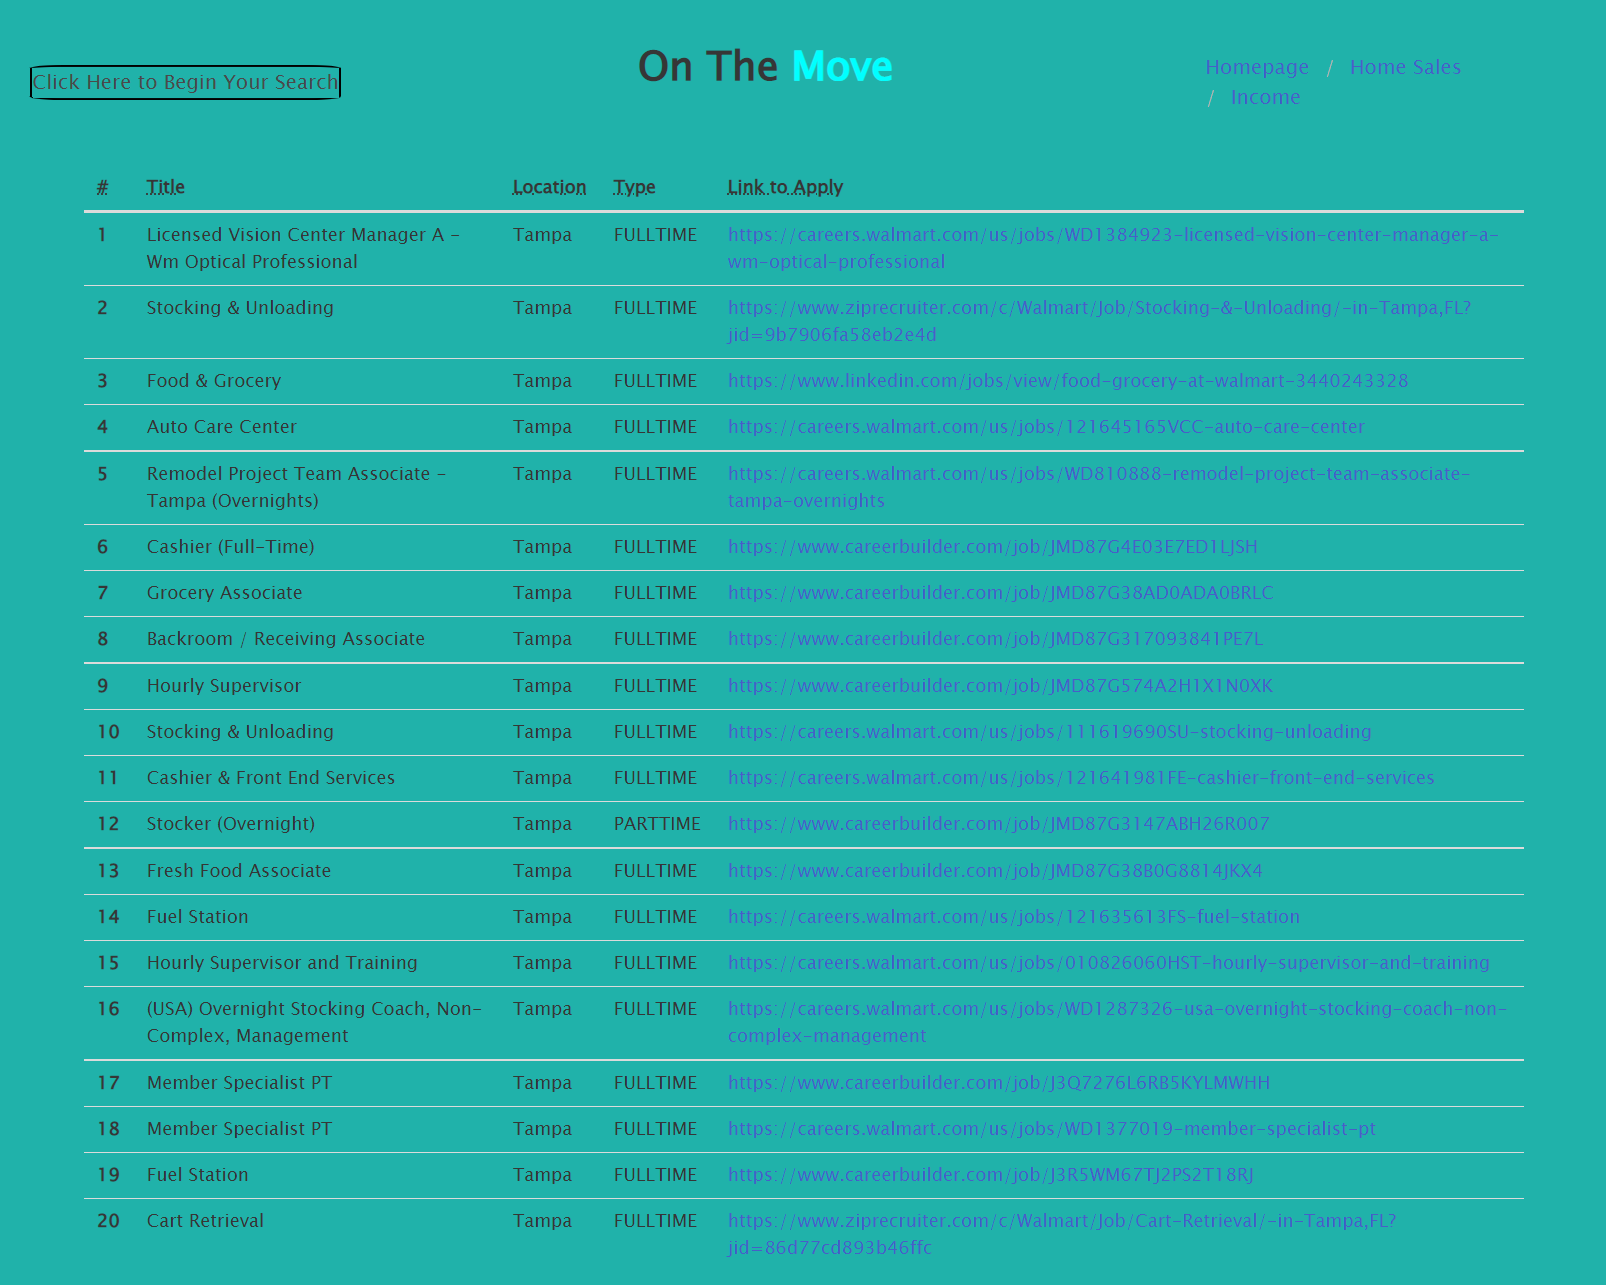 Click Here to Begin Your Search
On The Move
Homepage / Home Sales
/ Income
# Title Location Type Link to Apply
1 Licensed Vision Center Manager A - Tampa FULLTIME https://careers.walmart.com/us/jobs/WD1384923-licensed-vision-center-manager-a-
Wm Optical Professional wm-optical-professional
2 Stocking & Unloading Tampa FULLTIME https://www.ziprecruiter.com/c/Walmart/Job/Stocking-&-Unloading/-in-Tampa,FL?
jid=9b7906fa58eb2e4d
3 Food & Grocery Tampa FULLTIME https://www.linkedin.com/jobs/view/food-grocery-at-walmart-3440243328
4 Auto Care Center Tampa FULLTIME https://careers.walmart.com/us/jobs/121645165VCC-auto-care-center
5 Remodel Project Team Associate - Tampa FULLTIME https://careers.walmart.com/us/jobs/WD810888-remodel-project-team-associate-
Tampa (Overnights) tampa-overnights
6 Cashier (Full-Time) Tampa FULLTIME https://www.careerbuilder.com/job/JMD87G4E03E7ED1LJSH
7 Grocery Associate Tampa FULLTIME https://www.careerbuilder.com/job/JMD87G38AD0ADA0BRLC
8 Backroom / Receiving Associate Tampa FULLTIME https://www.careerbuilder.com/job/JMD87G317093841PE7L
9 Hourly Supervisor Tampa FULLTIME https://www.careerbuilder.com/job/JMD87G574A2H1X1N0XK
10 Stocking & Unloading Tampa FULLTIME https://careers.walmart.com/us/jobs/111619690SU-stocking-unloading
11 Cashier & Front End Services Tampa FULLTIME https://careers.walmart.com/us/jobs/121641981FE-cashier-front-end-services
12 Stocker (Overnight) Tampa PARTTIME https://www.careerbuilder.com/job/JMD87G3147ABH26R007
13 Fresh Food Associate Tampa FULLTIME https://www.careerbuilder.com/job/JMD87G38B0G8814JKX4
14 Fuel Station Tampa FULLTIME https://careers.walmart.com/us/jobs/121635613FS-fuel-station
15 Hourly Supervisor and Training Tampa FULLTIME https://careers.walmart.com/us/jobs/010826060HST-hourly-supervisor-and-training
16 (USA) Overnight Stocking Coach, Non- Tampa FULLTIME https://careers.walmart.com/us/jobs/WD1287326-usa-overnight-stocking-coach-non-
Complex, Management complex-management
17 Member Specialist PT Tampa FULLTIME https://www.careerbuilder.com/job/J3Q7276L6RB5KYLMWHH
18 Member Specialist PT Tampa FULLTIME https://careers.walmart.com/us/jobs/WD1377019-member-specialist-pt
19 Fuel Station Tampa FULLTIME https://www.careerbuilder.com/job/J3R5WM67TJ2PS2T18RJ
20 Cart Retrieval Tampa FULLTIME https://www.ziprecruiter.com/c/Walmart/Job/Cart-Retrieval/-in-Tampa,FL?
jid=86d77cd893b46ffc